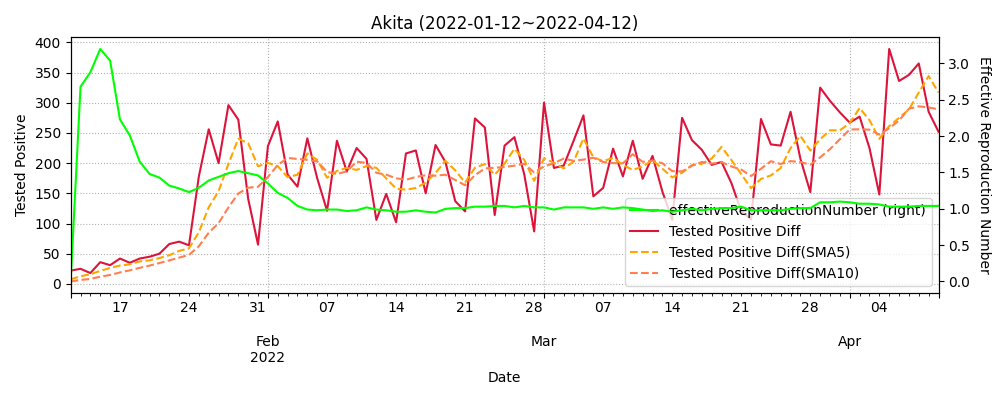 Akita (2022-01-12~2022-04-12)
Tested Positive
400
350
300
250
200
150
100
50
0
3.0
2.5
2.0
1.5
1.0
0.5
0.0
Effective Reproduction Number
effectiveReproductionNumber (right)
Tested Positive Diff
Tested Positive Diff(SMA5)
Tested Positive Diff(SMA10)
17 24 31 07 14 21 28 07 14 21 28 04
Feb Mar Apr
2022
Date